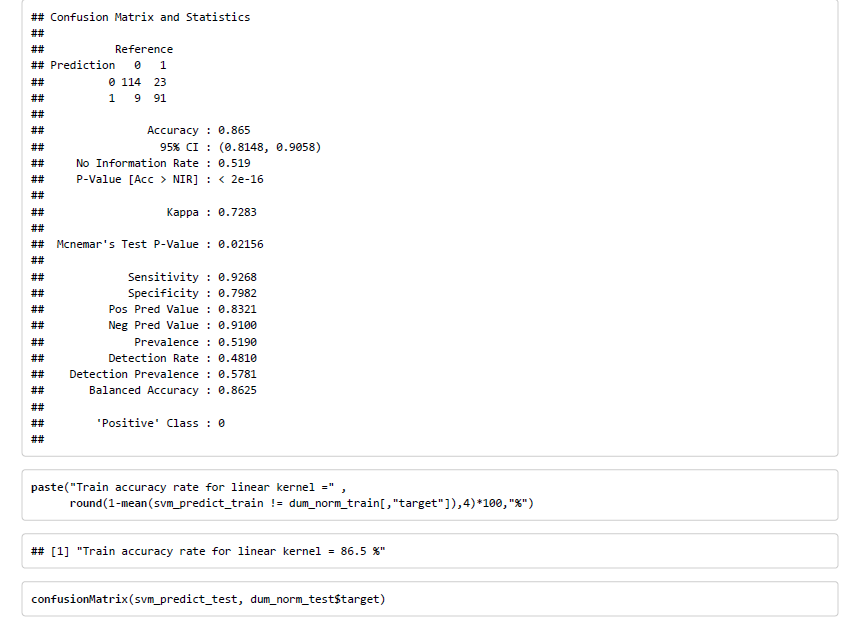 ## Confusion Matrix and Statistics
##
##           Reference
## Prediction   0   1
##          0 114  23
##          1   9  91
##
##                Accuracy : 0.865
##                  95% CI : (0.8148, 0.9058)
##     No Information Rate : 0.519
##     P-Value [Acc > NIR] : < 2e-16
##
##                   Kappa : 0.7283
##
##  Mcnemar's Test P-Value : 0.02156
##
##             Sensitivity : 0.9268
##             Specificity : 0.7982
##          Pos Pred Value : 0.8321
##          Neg Pred Value : 0.9100
##              Prevalence : 0.5190
##          Detection Rate : 0.4810
##    Detection Prevalence : 0.5781
##       Balanced Accuracy : 0.8625
##
##        'Positive' Class : 0
##
paste("Train accuracy rate for linear kernel =" ,
      round(1-mean(svm_predict_train != dum_norm_train[,"target"]),4)*100,"%")
## [1] "Train accuracy rate for linear kernel = 86.5 %"
confusionMatrix(svm_predict_test, dum_norm_test$target)